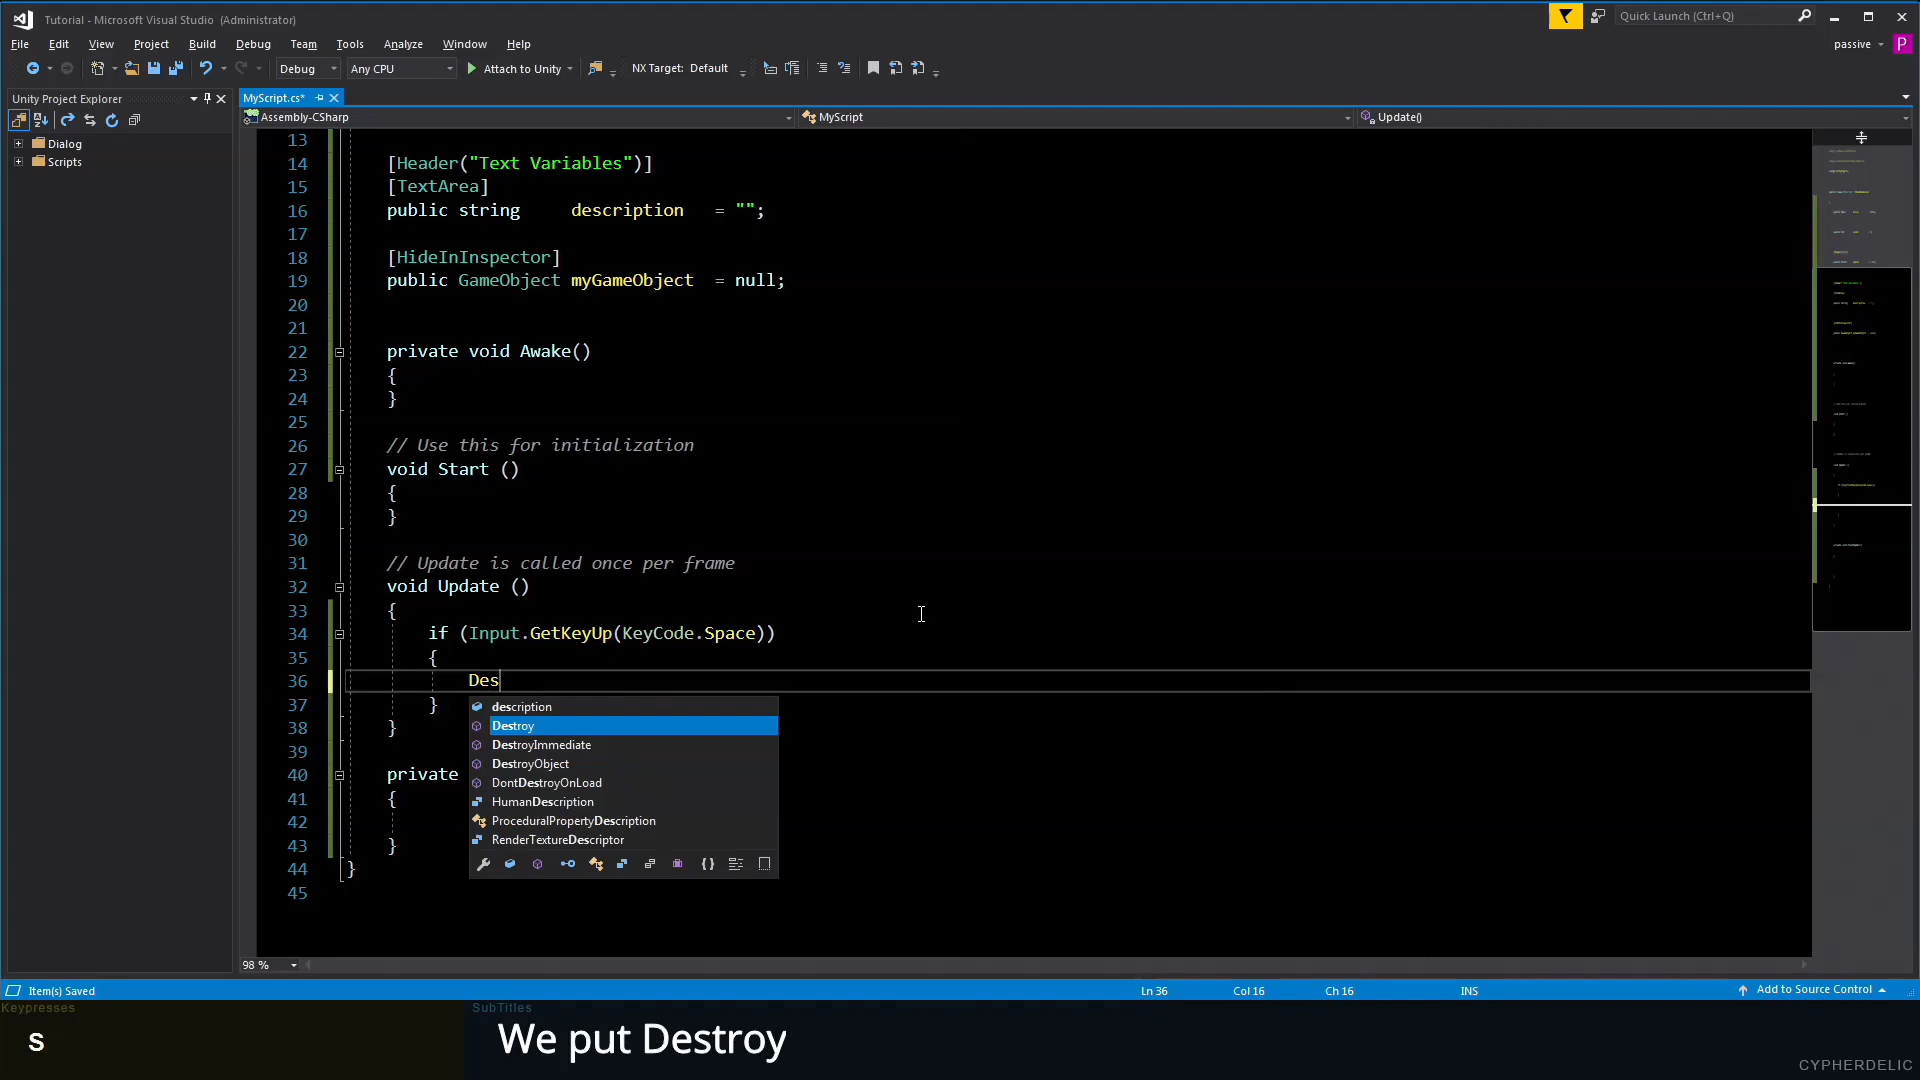 Tutorial - Microsoft Visual Studio (Administrator)
Quick Launch (Ctrl+Q)
File Edit View Project Build Debug Team Tools Analyze Window Help
passive P
Debug Any CPU Attach to Unity NX Target: Default
Unity Project Explorer
MyScript.cs*
Assembly-CSharp
MyScript
Update()
Dialog
Scripts
13
14 [Header("Text Variables")]
15 [TextArea]
16 public string description = "";
17
18 [HideInInspector]
19 public GameObject myGameObject = null;
20
21
22 private void Awake()
23 {
24 }
25
26 // Use this for initialization
27 void Start ()
28 {
29 }
30
31 // Update is called once per frame
32 void Update ()
33 {
34 if (Input.GetKeyUp(KeyCode.Space))
35 {
36 Des
37 }
38 }
39
40 private
41 {
42
43 }
44 }
45
description
Destroy
DestroyImmediate
DestroyObject
DontDestroyOnLoad
HumanDescription
ProceduralPropertyDescription
RenderTextureDescriptor
98 %
Item(s) Saved
Ln 36 Col 16 Ch 16 INS
Add to Source Control
Keypresses
S
SubTitles
We put Destroy
CYPHERDELIC